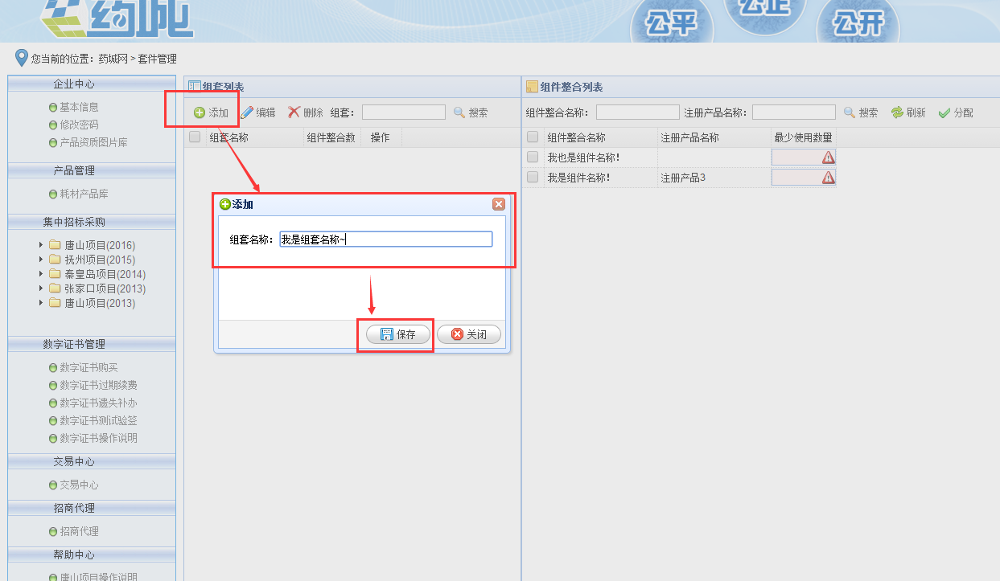 药城
公平
公正
公开
您当前的位置：药城网 > 套件管理
企业中心
基本信息
修改密码
产品资质图片库
产品管理
耗材产品库
集中招标采购
唐山项目(2016)
抚州项目(2015)
秦皇岛项目(2014)
张家口项目(2013)
唐山项目(2013)
数字证书管理
数字证书购买
数字证书过期续费
数字证书遗失补办
数字证书测试验签
数字证书操作说明
交易中心
交易中心
招商代理
招商代理
帮助中心
唐山项目操作说明
组套列表
添加 编辑 删除 组套： 搜索
组套名称 组件整合数 操作
添加
组套名称： 我是组套名称~
保存 关闭
组件整合列表
组件整合名称： 注册产品名称： 搜索 刷新 分配
组件整合名称 注册产品名称 最少使用数量
我也是组件名称！
我是组件名称！ 注册产品3